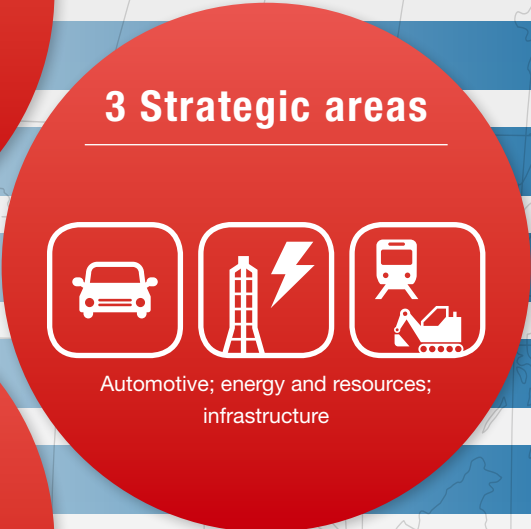 3 Strategic areas
Automotive; energy and resources;
infrastructure